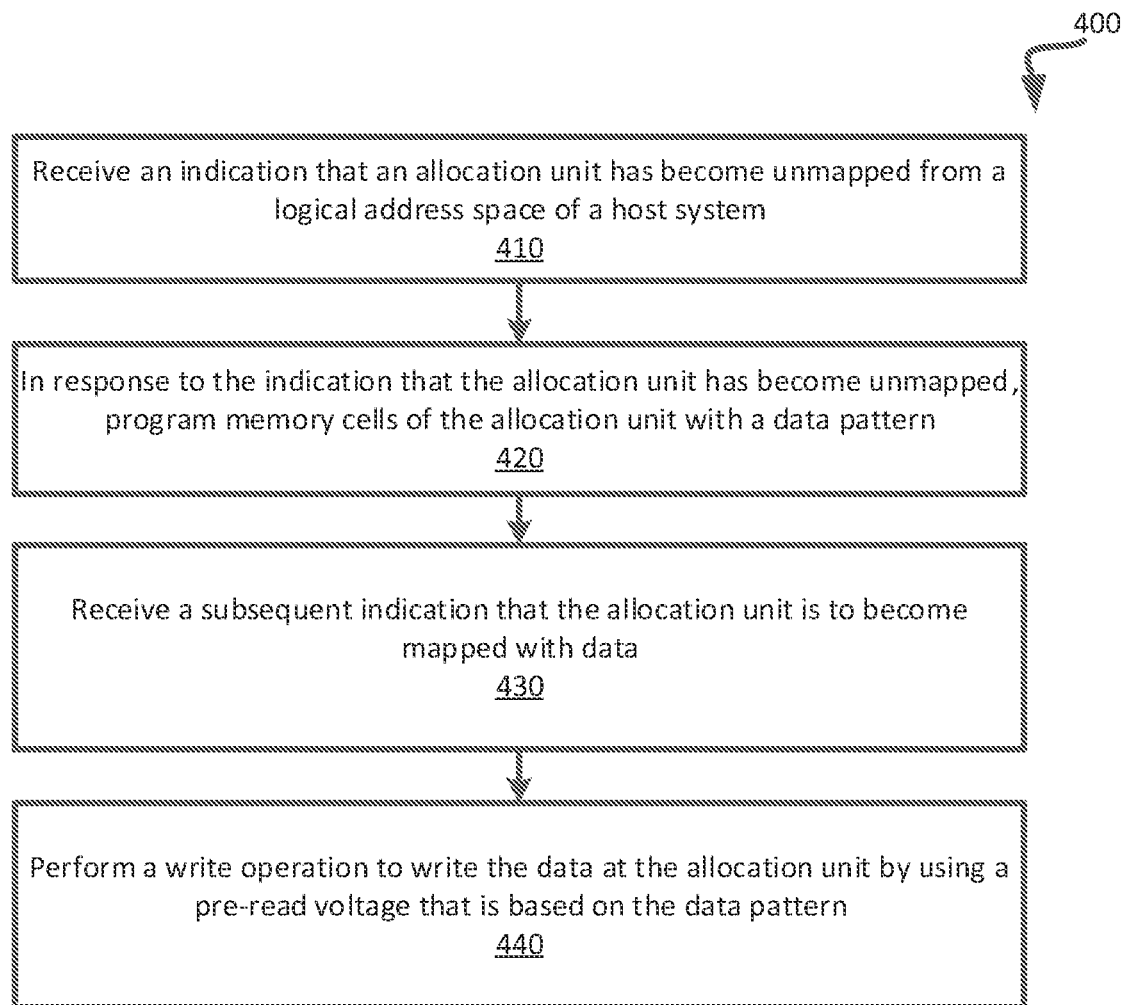 400
Receive an indication that an allocation unit has become unmapped from a
logical address space of a host system
410
In response to the indication that the allocation unit has become unmapped,
program memory cells of the allocation unit with a data pattern
420
Receive a subsequent indication that the allocation unit is to become
mapped with data
430
Perform a write operation to write the data at the allocation unit by using a
pre-read voltage that is based on the data pattern
440